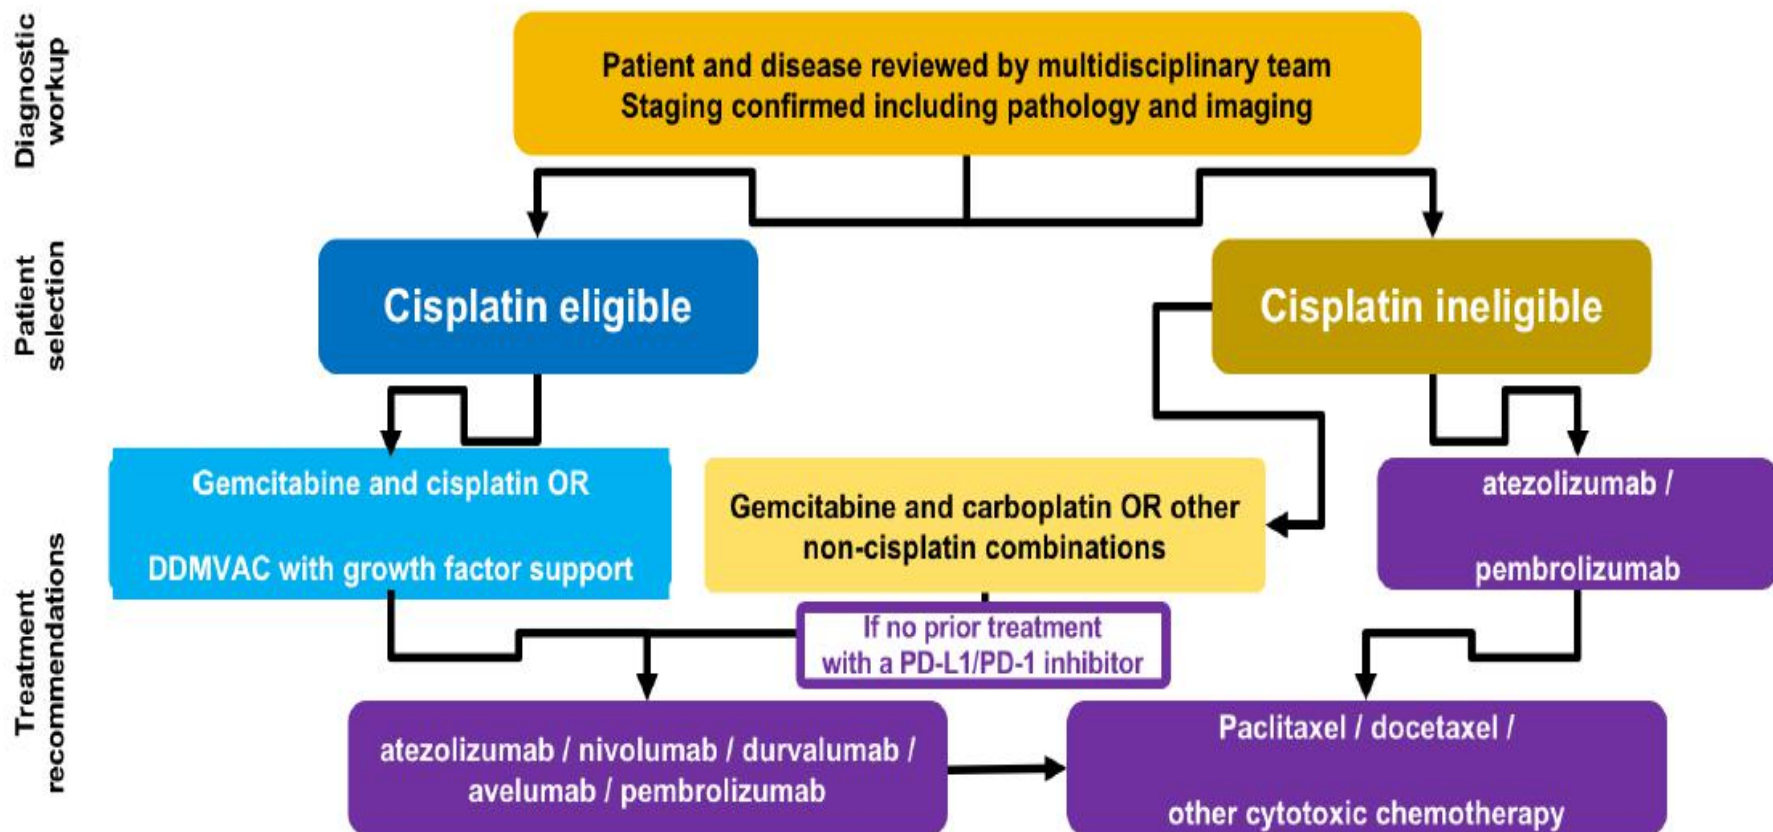 Diagnostic
workup
Patient and disease reviewed by multidisciplinary team
Staging confirmed including pathology and imaging
Patient
selection
Cisplatin eligible
Cisplatin ineligible
Treatment
recommendations
Gemcitabine and cisplatin OR
DDMVAC with growth factor support
Gemcitabine and carboplatin OR other
non-cisplatin combinations
atezolizumab /
pembrolizumab
If no prior treatment
with a PD-L1/PD-1 inhibitor
atezolizumab / nivolumab / durvalumab /
avelumab / pembrolizumab
Paclitaxel / docetaxel /
other cytotoxic chemotherapy